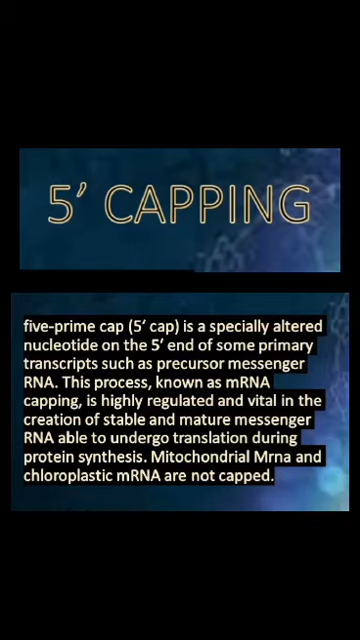 5’ CAPPING
five-prime cap (5’ cap) is a specially altered
nucleotide on the 5’ end of some primary
transcripts such as precursor messenger
RNA. This process, known as mRNA
capping, is highly regulated and vital in the
creation of stable and mature messenger
RNA able to undergo translation during
protein synthesis. Mitochondrial Mrna and
chloroplastic mRNA are not capped.